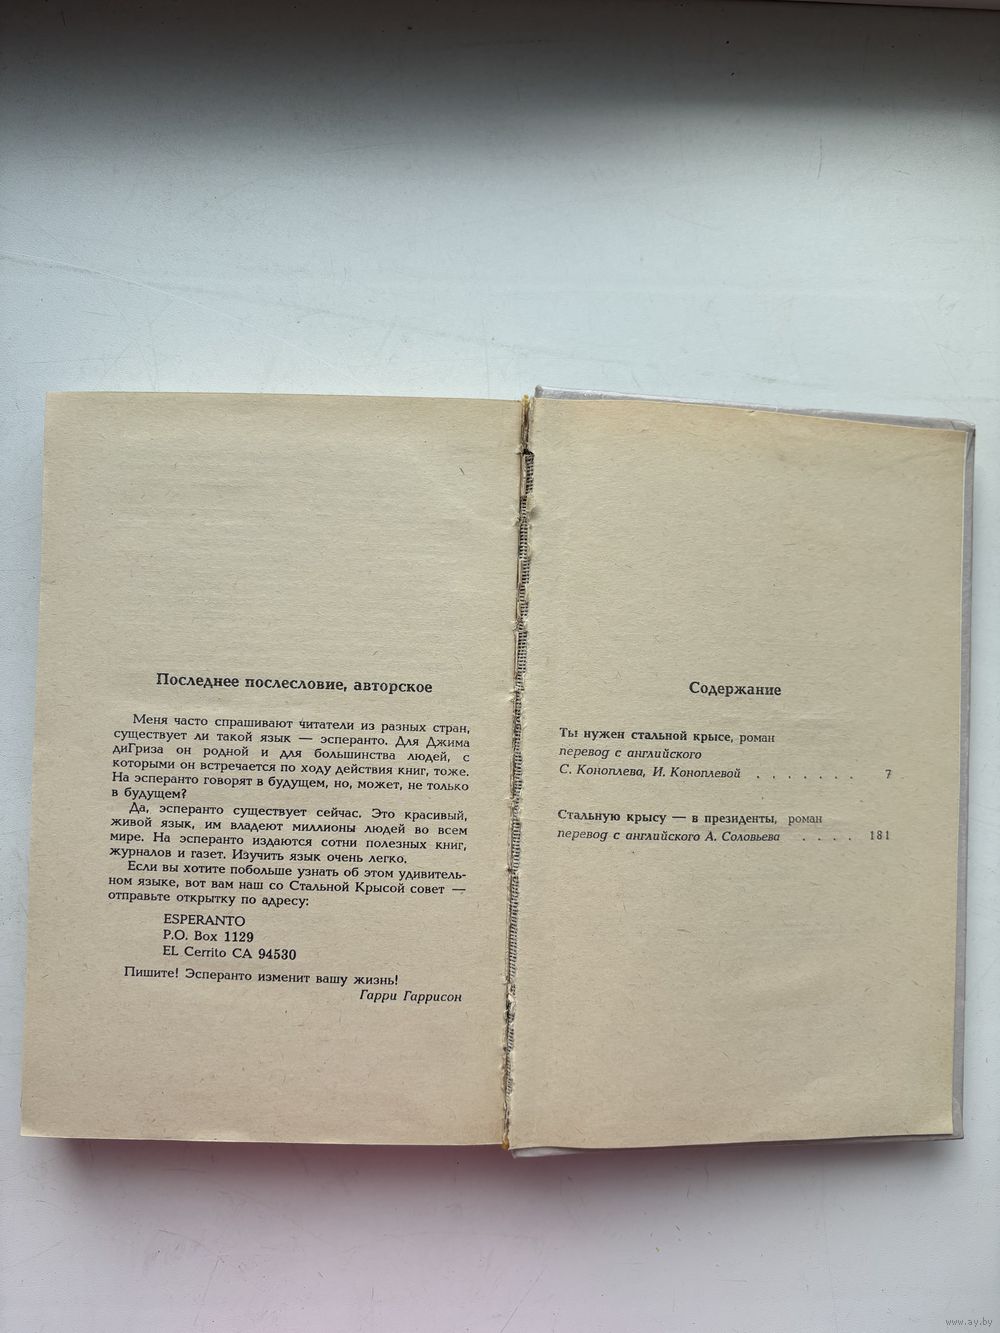 Последнее послесловие, авторское
Меня часто спрашивают читатели из разных стран,
существует ли такой язык — эсперанто. Для Джима
диГриза он родной и для большинства людей, с
которыми он встречается по ходу действия книг, тоже.
На эсперанто говорят в будущем, но, может, не только
в будущем?
Да, эсперанто существует сейчас. Это красивый,
живой язык, им владеют миллионы людей во всем
мире. На эсперанто издаются сотни полезных книг,
журналов и газет. Изучить язык очень легко.
Если вы хотите побольше узнать об этом удивитель-
ном языке, вот вам наш со Стальной Крысой совет —
отправьте открытку по адресу:
ESPERANTO
P.O. Box 1129
EL Cerrito CA 94530
Пишите! Эсперанто изменит вашу жизнь!
Гарри Гаррисон
Содержание
Ты нужен стальной крысе, роман
перевод с английского
С. Коноплева, И. Коноплевой . . . . . . . 7
Стальную крысу — в президенты, роман
перевод с английского А. Соловьева . . . . 181
www.ay.by